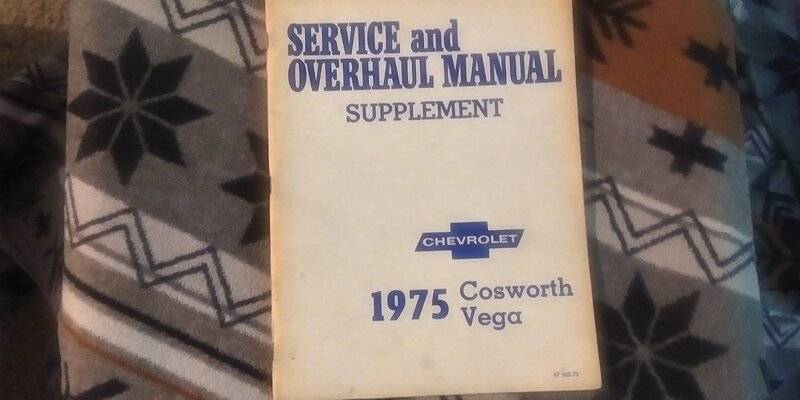 SERVICE and
OVERHAUL MANUAL
SUPPLEMENT
CHEVROLET
1975 Cosworth
Vega